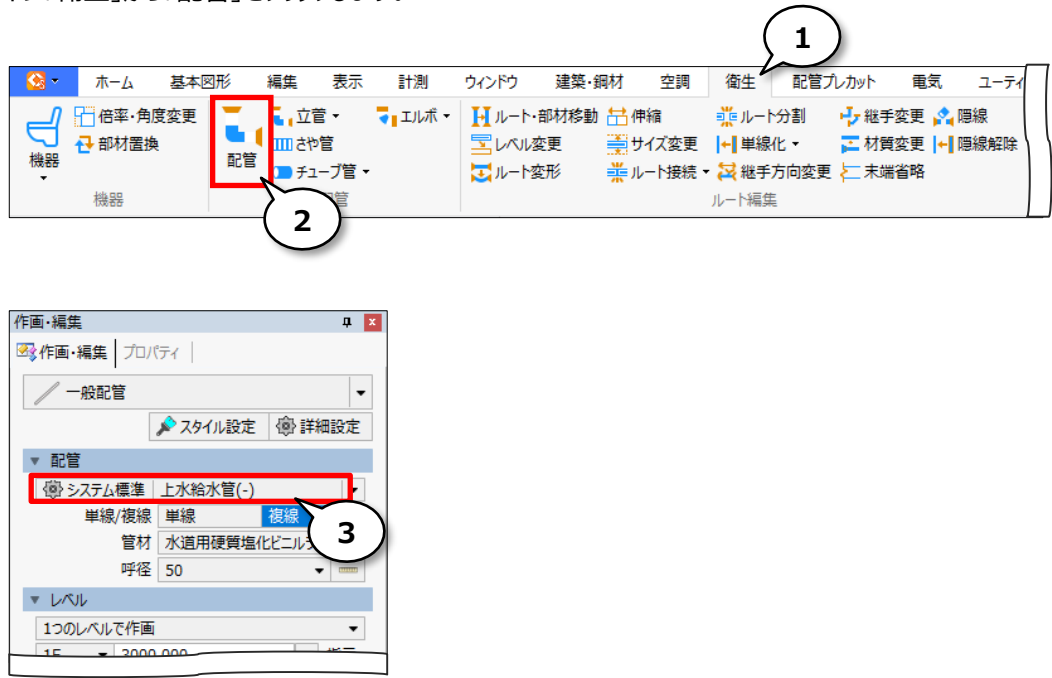 1
ホーム 基本図形 編集 表示 計測 ウィンドウ 建築・鋼材 空調 衛生 配管プレカット 電気 ユーティ
機器 倍率・角度変更 配管 立管 エルボ ルート・部材移動 伸縮 ルート分割 継手変更 隠線
部材置換 さや管 レベル変更 サイズ変更 単線化 材質変更 隠線解除
チューブ管 ルート変形 ルート接続 継手方向変更 末端省略
機器 管 ルート編集
2
作画・編集
作画・編集 プロパティ
一般配管
スタイル設定 詳細設定
配管
システム標準 上水給水管(-)
単線/複線 単線 複線
管材 水道用硬質塩化ビニル
3
呼径 50
レベル
1つのレベルで作画